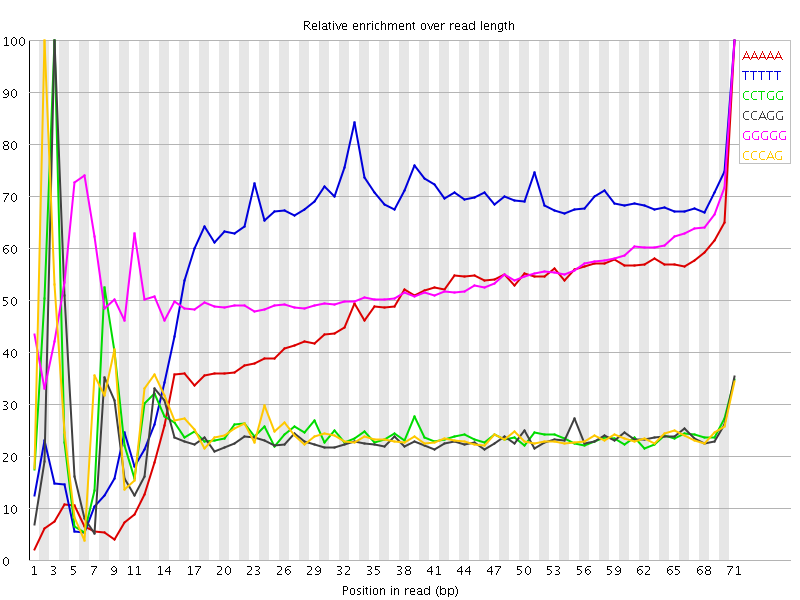 Relative enrichment over read length
100
90
80
70
60
50
40
30
20
10
0
AAAAA
TTTTT
CCTGG
CCAGG
GGGGG
CCCAG
1 2 3 5 7 9 11 14 17 20 23 26 29 32 35 38 41 44 47 50 53 56 59 62 65 68 71
Position in read (bp)